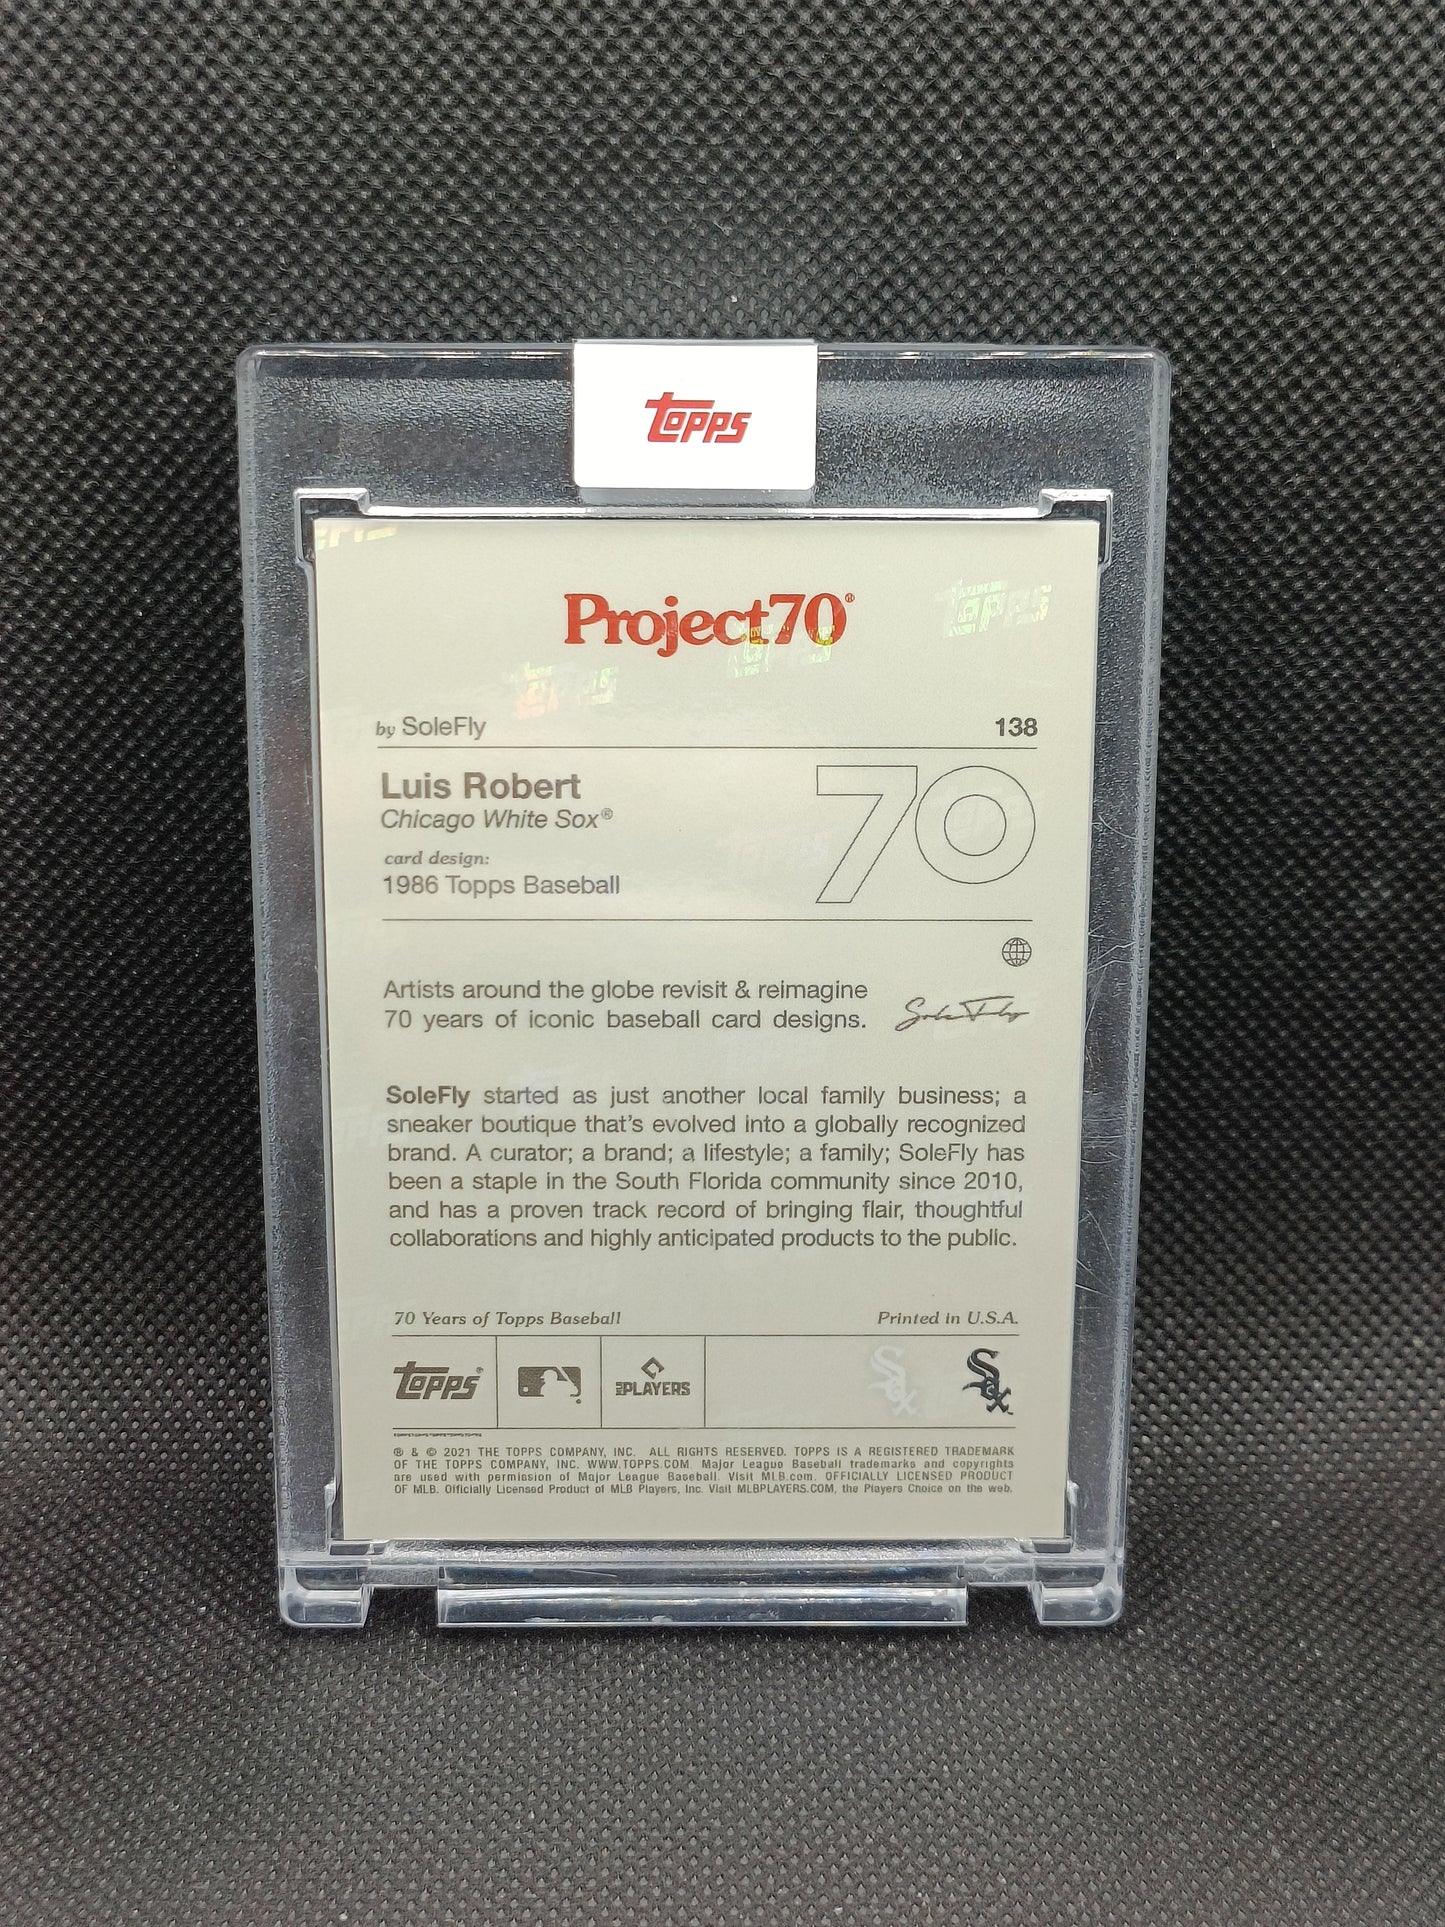 TOPPS
Project70®
by SoleFly 138
Luis Robert
Chicago White Sox®
card design:
1986 Topps Baseball
70
Artists around the globe revisit & reimagine
70 years of iconic baseball card designs.
SoleFly
SoleFly started as just another local family business; a
sneaker boutique that's evolved into a globally recognized
brand. A curator; a brand; a lifestyle; a family; SoleFly has
been a staple in the South Florida community since 2010,
and has a proven track record of bringing flair, thoughtful
collaborations and highly anticipated products to the public.
70 Years of Topps Baseball Printed in U.S.A.
TOPPS® MLB PLAYERS Sox Sox
® & © 2021 THE TOPPS COMPANY, INC. ALL RIGHTS RESERVED. TOPPS IS A REGISTERED TRADEMARK
OF THE TOPPS COMPANY, INC. WWW.TOPPS.COM. Major League Baseball trademarks and copyrights
are used with permission of Major League Baseball. Visit MLB.com. OFFICIALLY LICENSED PRODUCT
OF MLB. Officially Licensed Product of MLB Players, Inc. Visit MLBPLAYERS.COM, the Players Choice on the web.